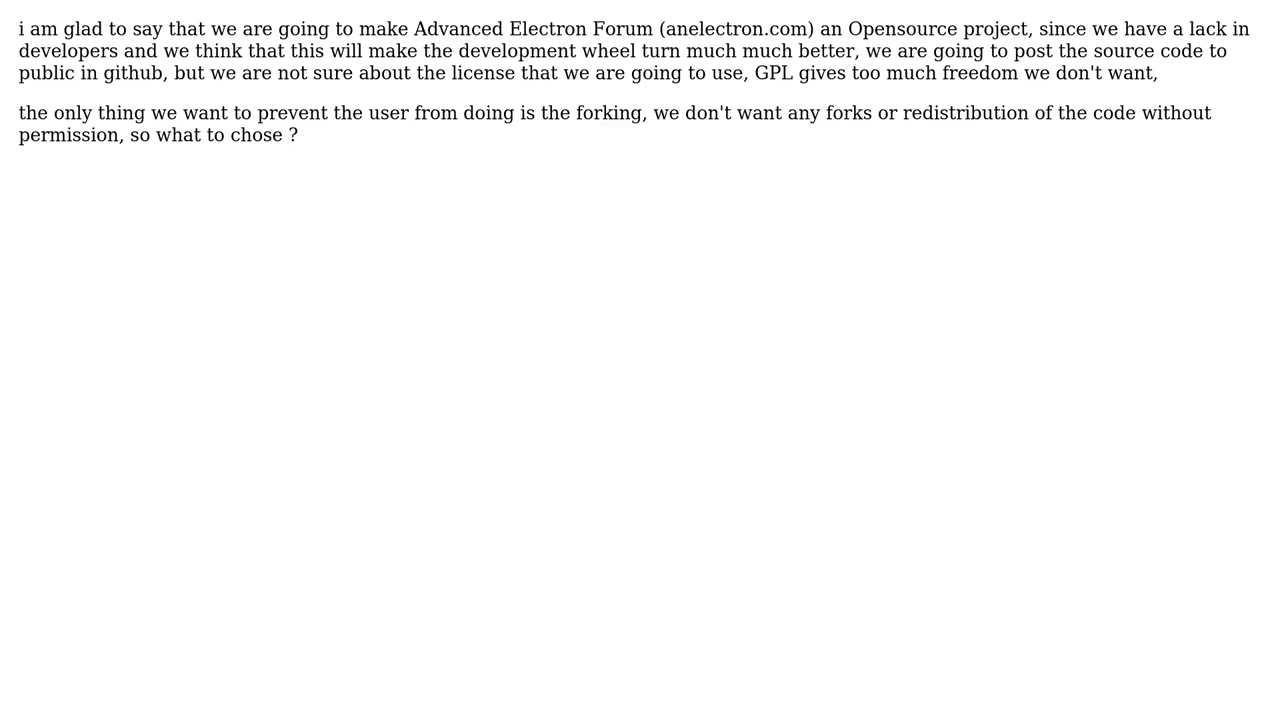 i am glad to say that we are going to make Advanced Electron Forum (anelectron.com) an Opensource project, since we have a lack in
developers and we think that this will make the development wheel turn much much better, we are going to post the source code to
public in github, but we are not sure about the license that we are going to use, GPL gives too much freedom we don't want,
the only thing we want to prevent the user from doing is the forking, we don't want any forks or redistribution of the code without
permission, so what to chose ?